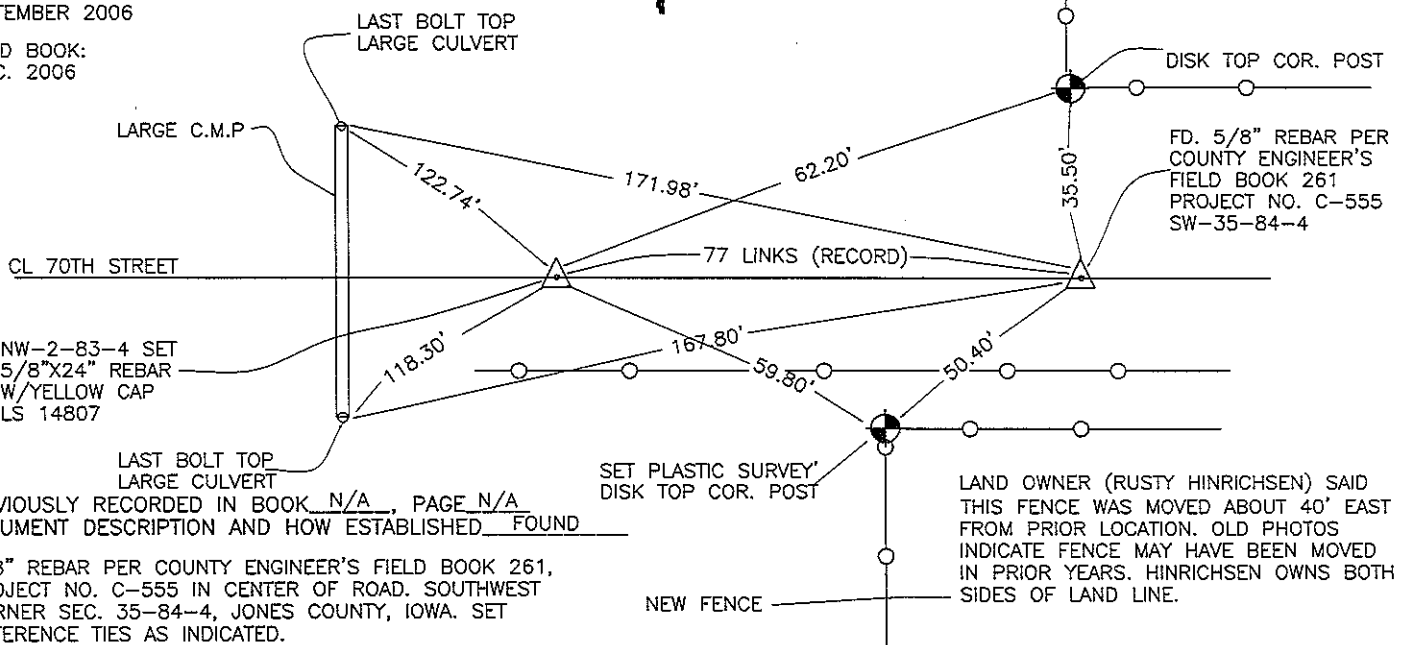 TEMBER 2006
D BOOK:
C. 2006
LAST BOLT TOP
LARGE CULVERT
LARGE C.M.P
DISK TOP COR. POST
FD. 5/8" REBAR PER
COUNTY ENGINEER'S
FIELD BOOK 261
PROJECT NO. C-555
SW-35-84-4
122.74'
171.98'
62.20'
35.50'
CL 70TH STREET
77 LINKS (RECORD)
NW-2-83-4 SET
5/8"X24" REBAR
W/YELLOW CAP
LS 14807
118.30'
167.80'
59.80'
50.40'
LAST BOLT TOP
LARGE CULVERT
SET PLASTIC SURVEY'
DISK TOP COR. POST
VIOUSLY RECORDED IN BOOK N/A, PAGE N/A
UMENT DESCRIPTION AND HOW ESTABLISHED FOUND
8" REBAR PER COUNTY ENGINEER'S FIELD BOOK 261,
OJECT NO. C-555 IN CENTER OF ROAD. SOUTHWEST
RNER SEC. 35-84-4, JONES COUNTY, IOWA. SET
FERENCE TIES AS INDICATED.
LAND OWNER (RUSTY HINRICHSEN) SAID
THIS FENCE WAS MOVED ABOUT 40' EAST
FROM PRIOR LOCATION. OLD PHOTOS
INDICATE FENCE MAY HAVE BEEN MOVED
IN PRIOR YEARS. HINRICHSEN OWNS BOTH
SIDES OF LAND LINE.
NEW FENCE